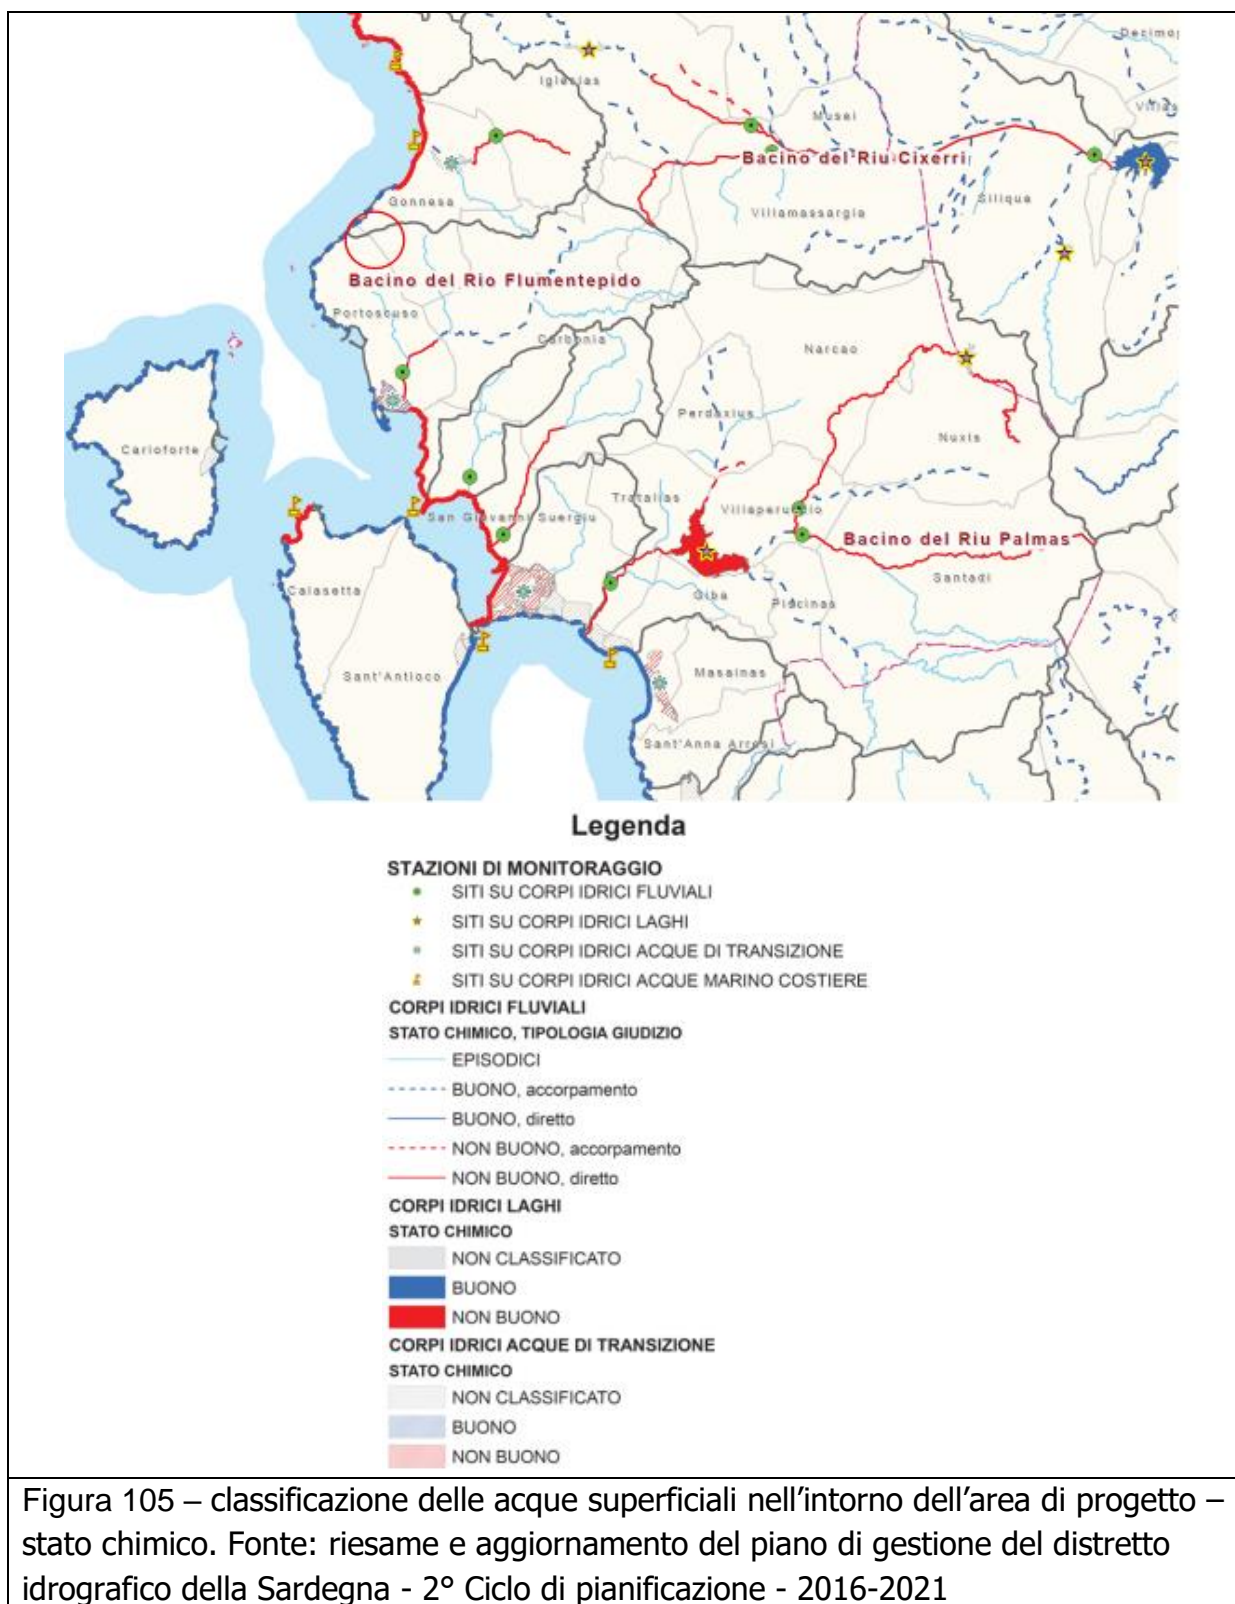 Decimo
Iglesias
Villas
Musei
Bacino del Riu Cixerri
Gonnesa
Villamassargia
Siliqua
Bacino del Rio Flumentepido
Portoscuso
Carbonia
Narcao
Perdaxius
Carloforte
Nuxis
Tratalias
Villaperuccio
San Giovanni Suergiu
Bacino del Riu Palmas
Santadi
Calasetta
Giba
Piscinas
Sant'Antioco
Masainas
Sant'Anna Arresi
Legenda
STAZIONI DI MONITORAGGIO
SITI SU CORPI IDRICI FLUVIALI
SITI SU CORPI IDRICI LAGHI
SITI SU CORPI IDRICI ACQUE DI TRANSIZIONE
SITI SU CORPI IDRICI ACQUE MARINO COSTIERE
CORPI IDRICI FLUVIALI
STATO CHIMICO, TIPOLOGIA GIUDIZIO
EPISODICI
BUONO, accorpamento
BUONO, diretto
NON BUONO, accorpamento
NON BUONO, diretto
CORPI IDRICI LAGHI
STATO CHIMICO
NON CLASSIFICATO
BUONO
NON BUONO
CORPI IDRICI ACQUE DI TRANSIZIONE
STATO CHIMICO
NON CLASSIFICATO
BUONO
NON BUONO
Figura 105 – classificazione delle acque superficiali nell'intorno dell'area di progetto –
stato chimico. Fonte: riesame e aggiornamento del piano di gestione del distretto
idrografico della Sardegna - 2° Ciclo di pianificazione - 2016-2021